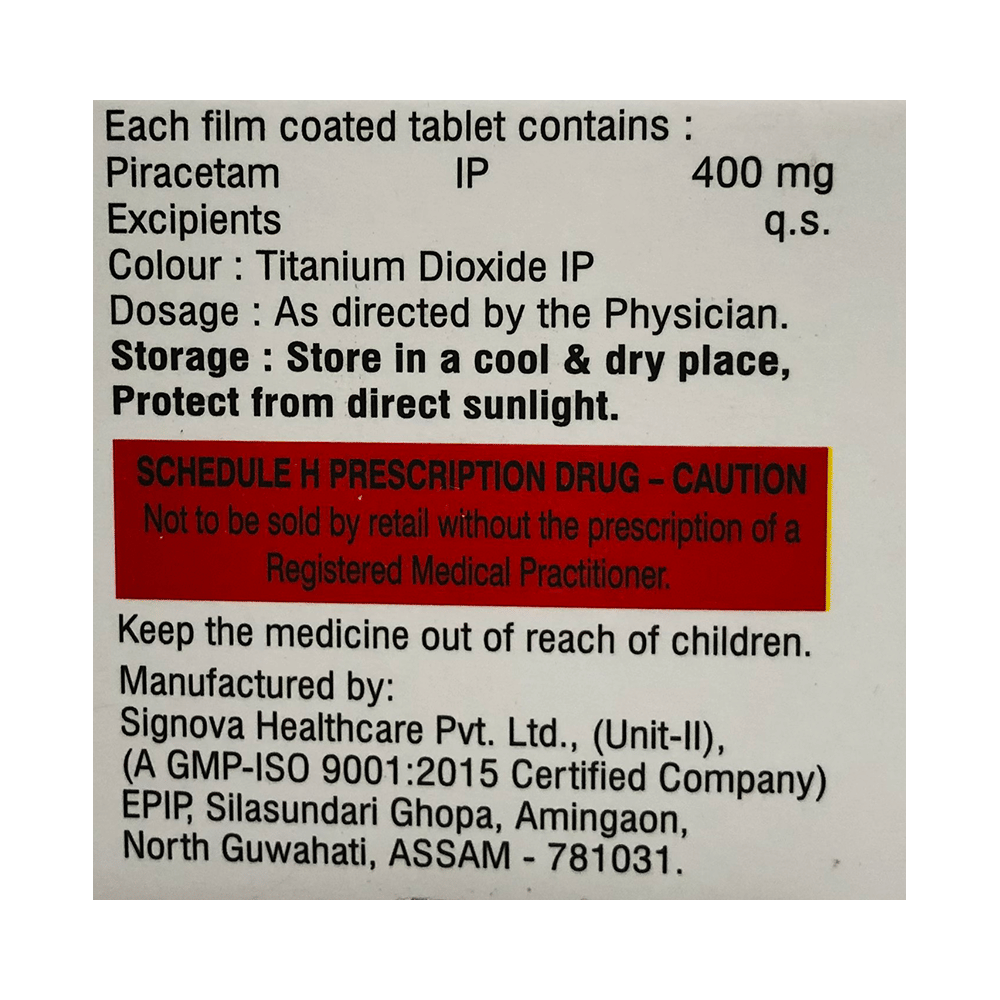 Each film coated tablet contains :
Piracetam IP 400 mg
Excipients q.s.
Colour : Titanium Dioxide IP
Dosage : As directed by the Physician.
Storage : Store in a cool & dry place,
Protect from direct sunlight.
SCHEDULE H PRESCRIPTION DRUG – CAUTION
Not to be sold by retail without the prescription of a
Registered Medical Practitioner.
Keep the medicine out of reach of children.
Manufactured by:
Signova Healthcare Pvt. Ltd., (Unit-II),
(A GMP-ISO 9001:2015 Certified Company)
EPIP, Silasundari Ghopa, Amingaon,
North Guwahati, ASSAM - 781031.